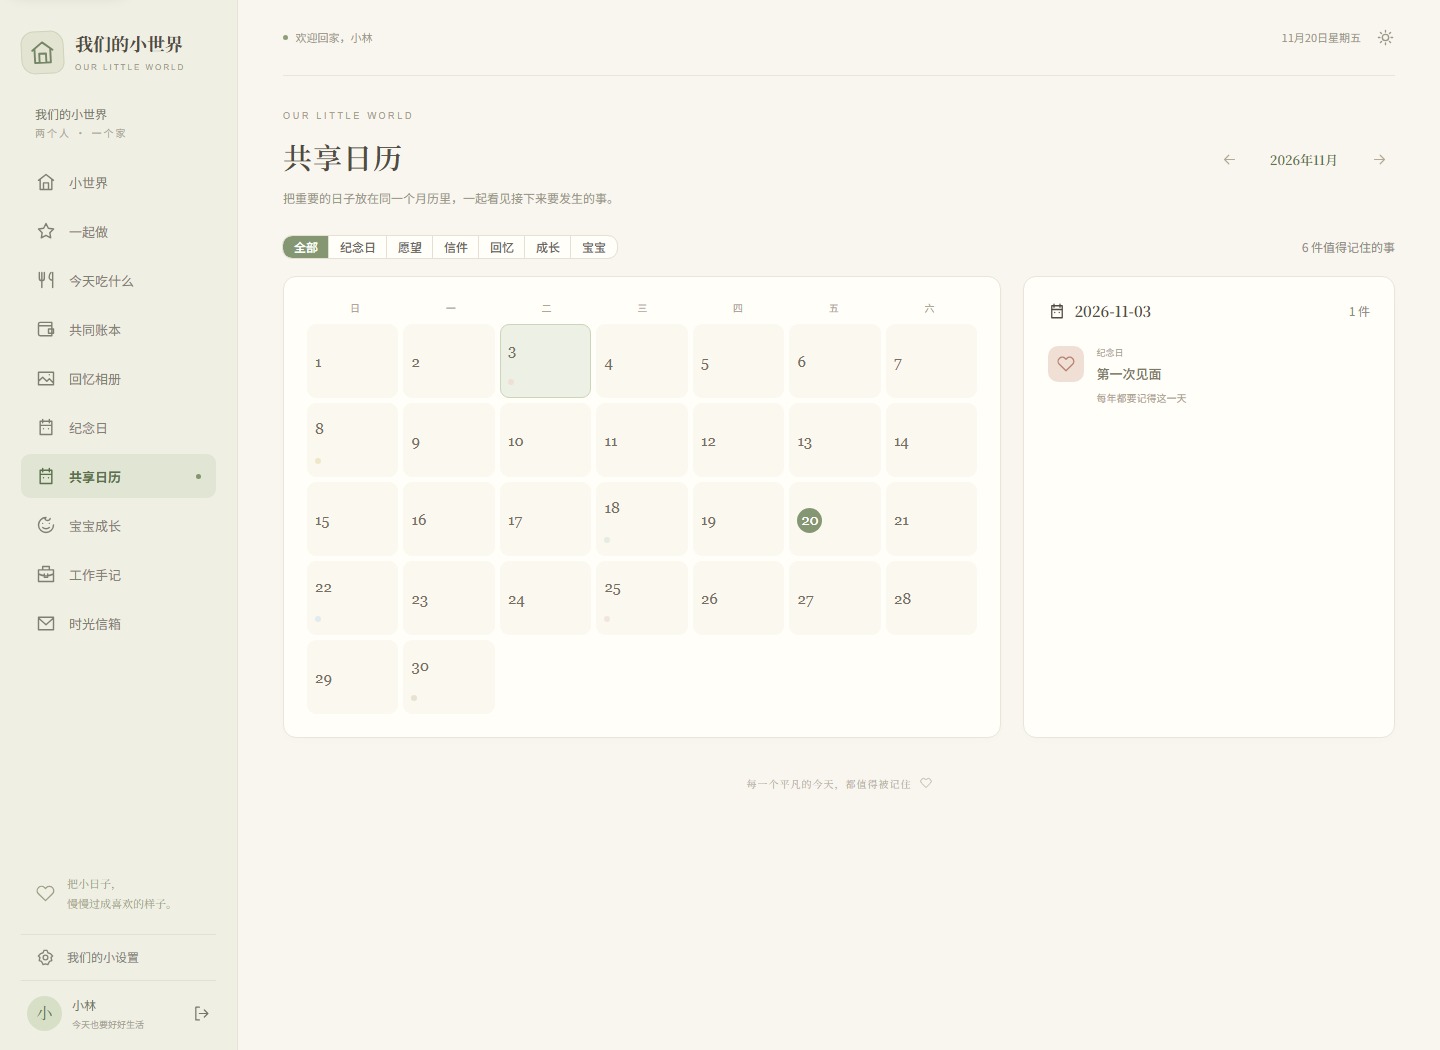 我们的小世界
OUR LITTLE WORLD
我们的小世界
两个人 · 一个家
小世界
一起做
今天吃什么
共同账本
回忆相册
纪念日
共享日历
宝宝成长
工作手记
时光信箱
把小日子，
慢慢过成喜欢的样子。
我们的小设置
小
小林
今天也要好好生活
欢迎回家，小林
11月20日星期五
OUR LITTLE WORLD
共享日历
2026年11月
把重要的日子放在同一个月历里，一起看见接下来要发生的事。
全部 纪念日 愿望 信件 回忆 成长 宝宝
6 件值得记住的事
日 一 二 三 四 五 六
1 2 3 4 5 6 7
8 9 10 11 12 13 14
15 16 17 18 19 20 21
22 23 24 25 26 27 28
29 30
2026-11-03
1 件
纪念日
第一次见面
每年都要记得这一天
每一个平凡的今天，都值得被记住